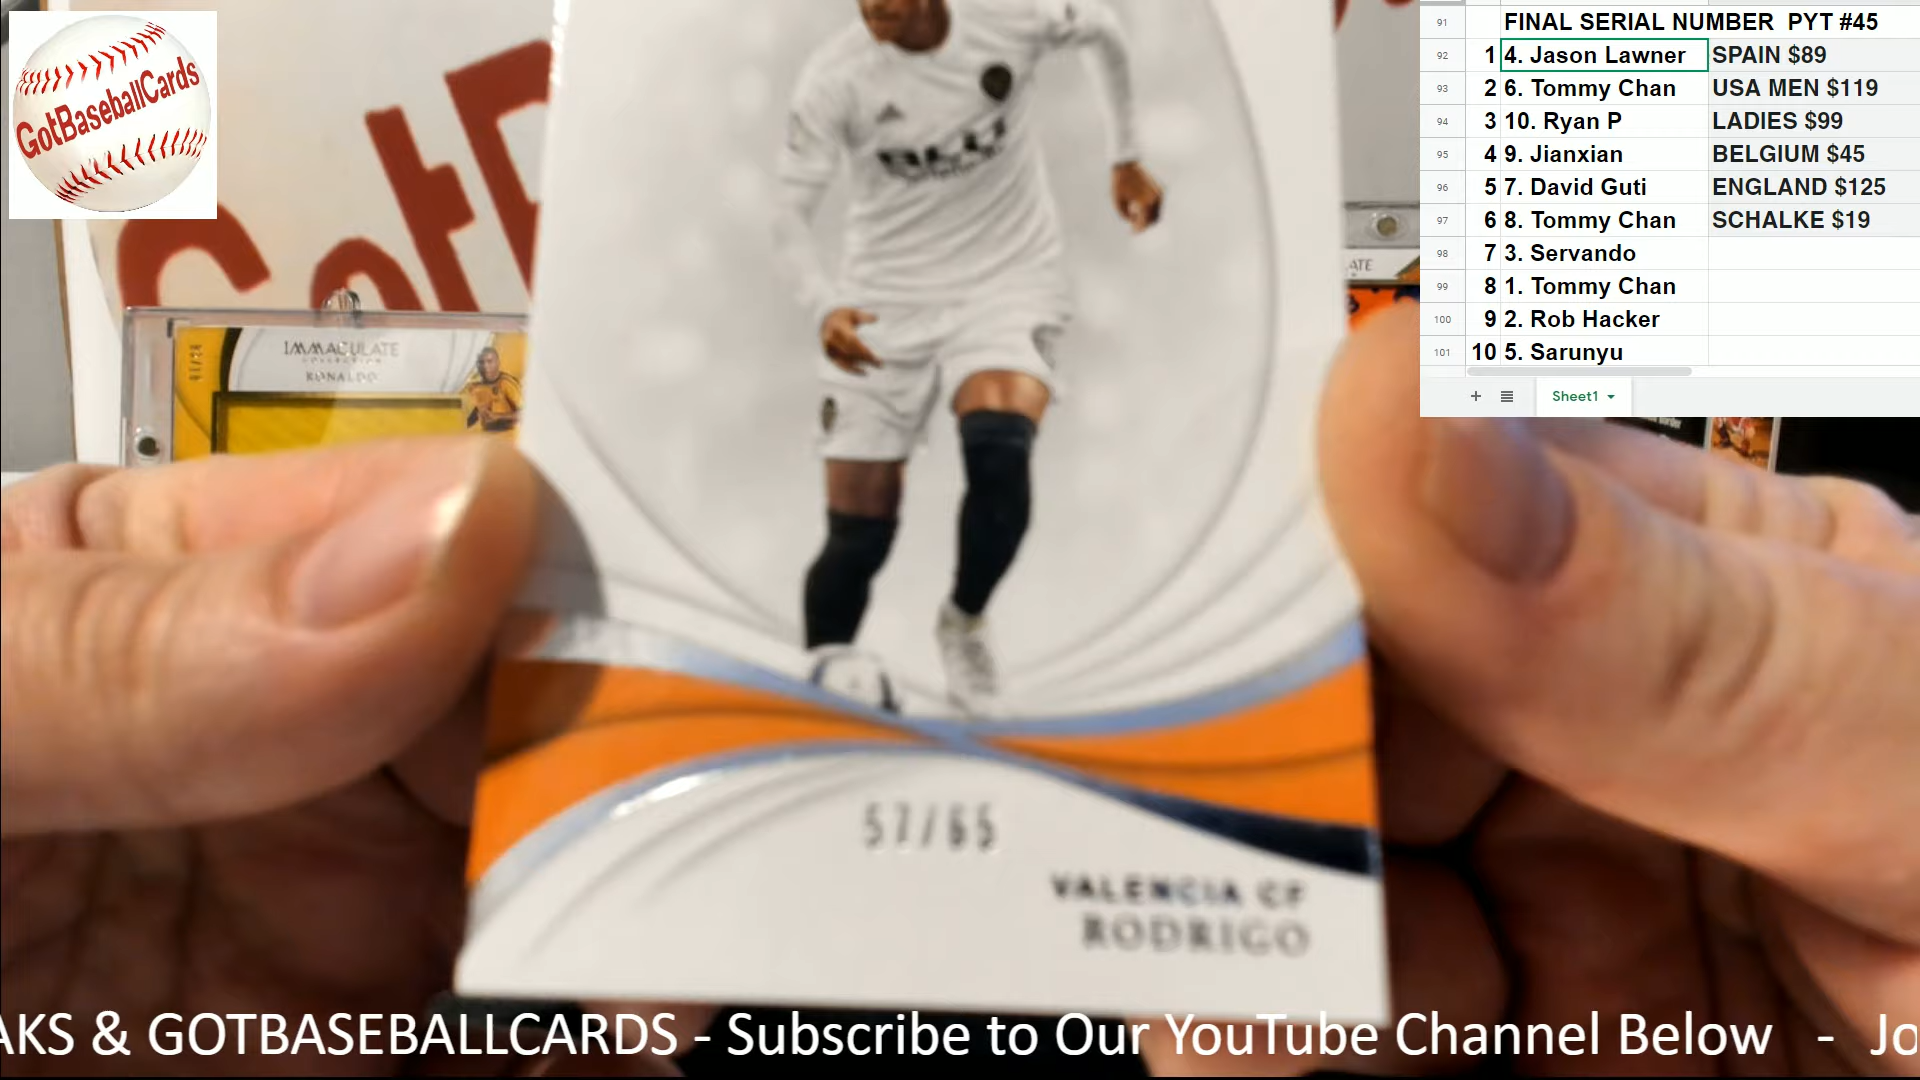 GotBaseballCards
GotB
IMMACULATE
COLLECTION
RONALDO
57/65
VALENCIA CF
RODRIGO
91 FINAL SERIAL NUMBER PYT #45
92 1 4. Jason Lawner SPAIN $89
93 2 6. Tommy Chan USA MEN $119
94 3 10. Ryan P LADIES $99
95 4 9. Jianxian BELGIUM $45
96 5 7. David Guti ENGLAND $125
97 6 8. Tommy Chan SCHALKE $19
98 7 3. Servando
99 8 1. Tommy Chan
100 9 2. Rob Hacker
101 10 5. Sarunyu
+ Sheet1
AKS & GOTBASEBALLCARDS - Subscribe to Our YouTube Channel Below - Jo